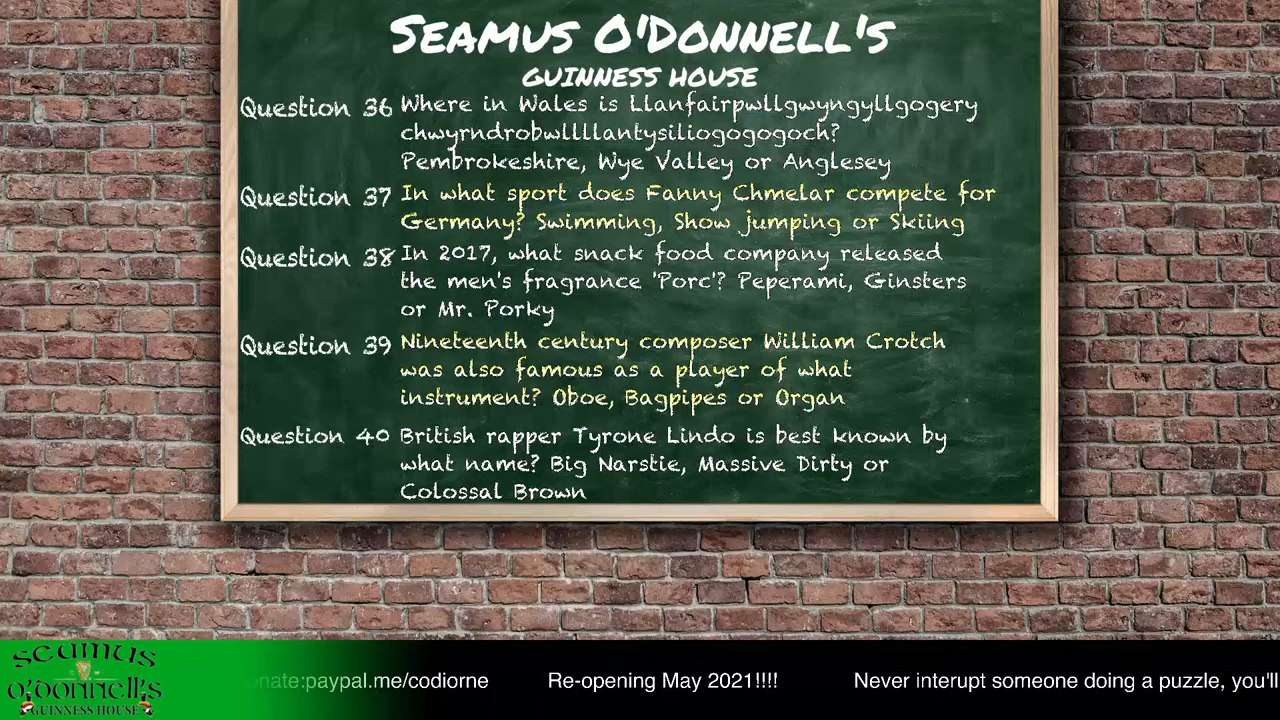 SEAMUS O'DONNELL'S
GUINNESS HOUSE
Question 36 Where in Wales is Llanfairpwllgwyngyllgogery
chwyrndrobwllllantysiliogogogoch?
Pembrokeshire, Wye Valley or Anglesey
Question 37 In what sport does Fanny Chmelar compete for
Germany? Swimming, Show jumping or Skiing
Question 38 In 2017, what snack food company released
the men's fragrance 'Porc'? Peperami, Ginsters
or Mr. Porky
Question 39 Nineteenth century composer William Crotch
was also famous as a player of what
instrument? Oboe, Bagpipes or Organ
Question 40 British rapper Tyrone Lindo is best known by
what name? Big Narstie, Massive Dirty or
Colossal Brown
seamus
o'donnell's
GUINNESS HOUSE
onate:paypal.me/codiorne Re-opening May 2021!!!! Never interupt someone doing a puzzle, you'll